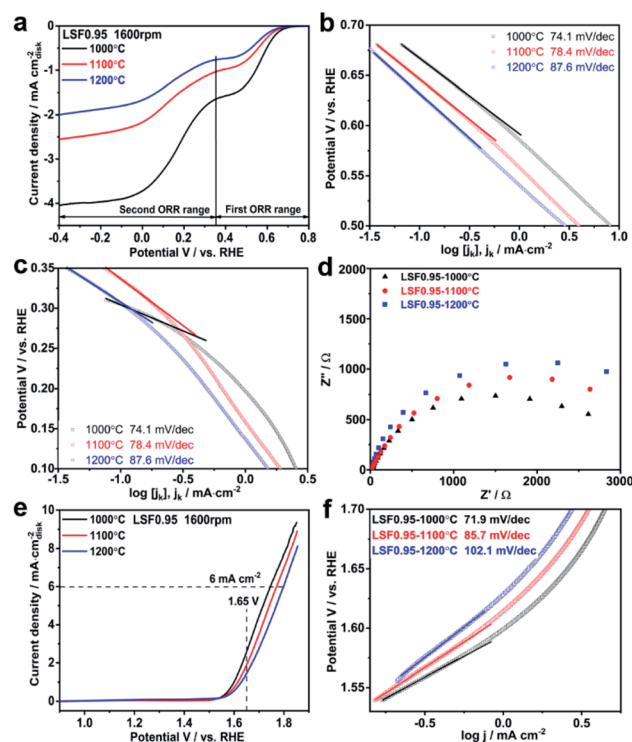 a
LSF0.95 1600rpm
1000°C
1100°C
1200°C
Second ORR range
First ORR range
Current density / mA cm-2disk
0
-1
-2
-3
-4
-0.4 -0.2 0.0 0.2 0.4 0.6 0.8
Potential V / vs. RHE
b
1000°C 74.1 mV/dec
1100°C 78.4 mV/dec
1200°C 87.6 mV/dec
Potential V / vs. RHE
0.70
0.65
0.60
0.55
0.50
-1.5 -1.0 -0.5 0.0 0.5 1.0
log [jk], jk / mA·cm-2
c
1000°C 74.1 mV/dec
1100°C 78.4 mV/dec
1200°C 87.6 mV/dec
Potential V / vs. RHE
0.35
0.30
0.25
0.20
0.15
0.10
-1.5 -1.0 -0.5 0.0 0.5
log [jk], jk / mA·cm-2
d
LSF0.95-1000°C
LSF0.95-1100°C
LSF0.95-1200°C
Z'' / Ω
2000
1500
1000
500
0
0 1000 2000 3000
Z' / Ω
e
1000°C LSF0.95 1600rpm
1100°C
1200°C
6 mA cm-2
1.65 V
Current density / mA·cm-2disk
10
8
6
4
2
0
1.0 1.2 1.4 1.6 1.8
Potential V / vs. RHE
f
LSF0.95-1000°C 71.9 mV/dec
LSF0.95-1100°C 85.7 mV/dec
LSF0.95-1200°C 102.1 mV/dec
Potential V / vs. RHE
1.70
1.65
1.60
1.55
-0.5 0.0 0.5
log j / mA cm-2